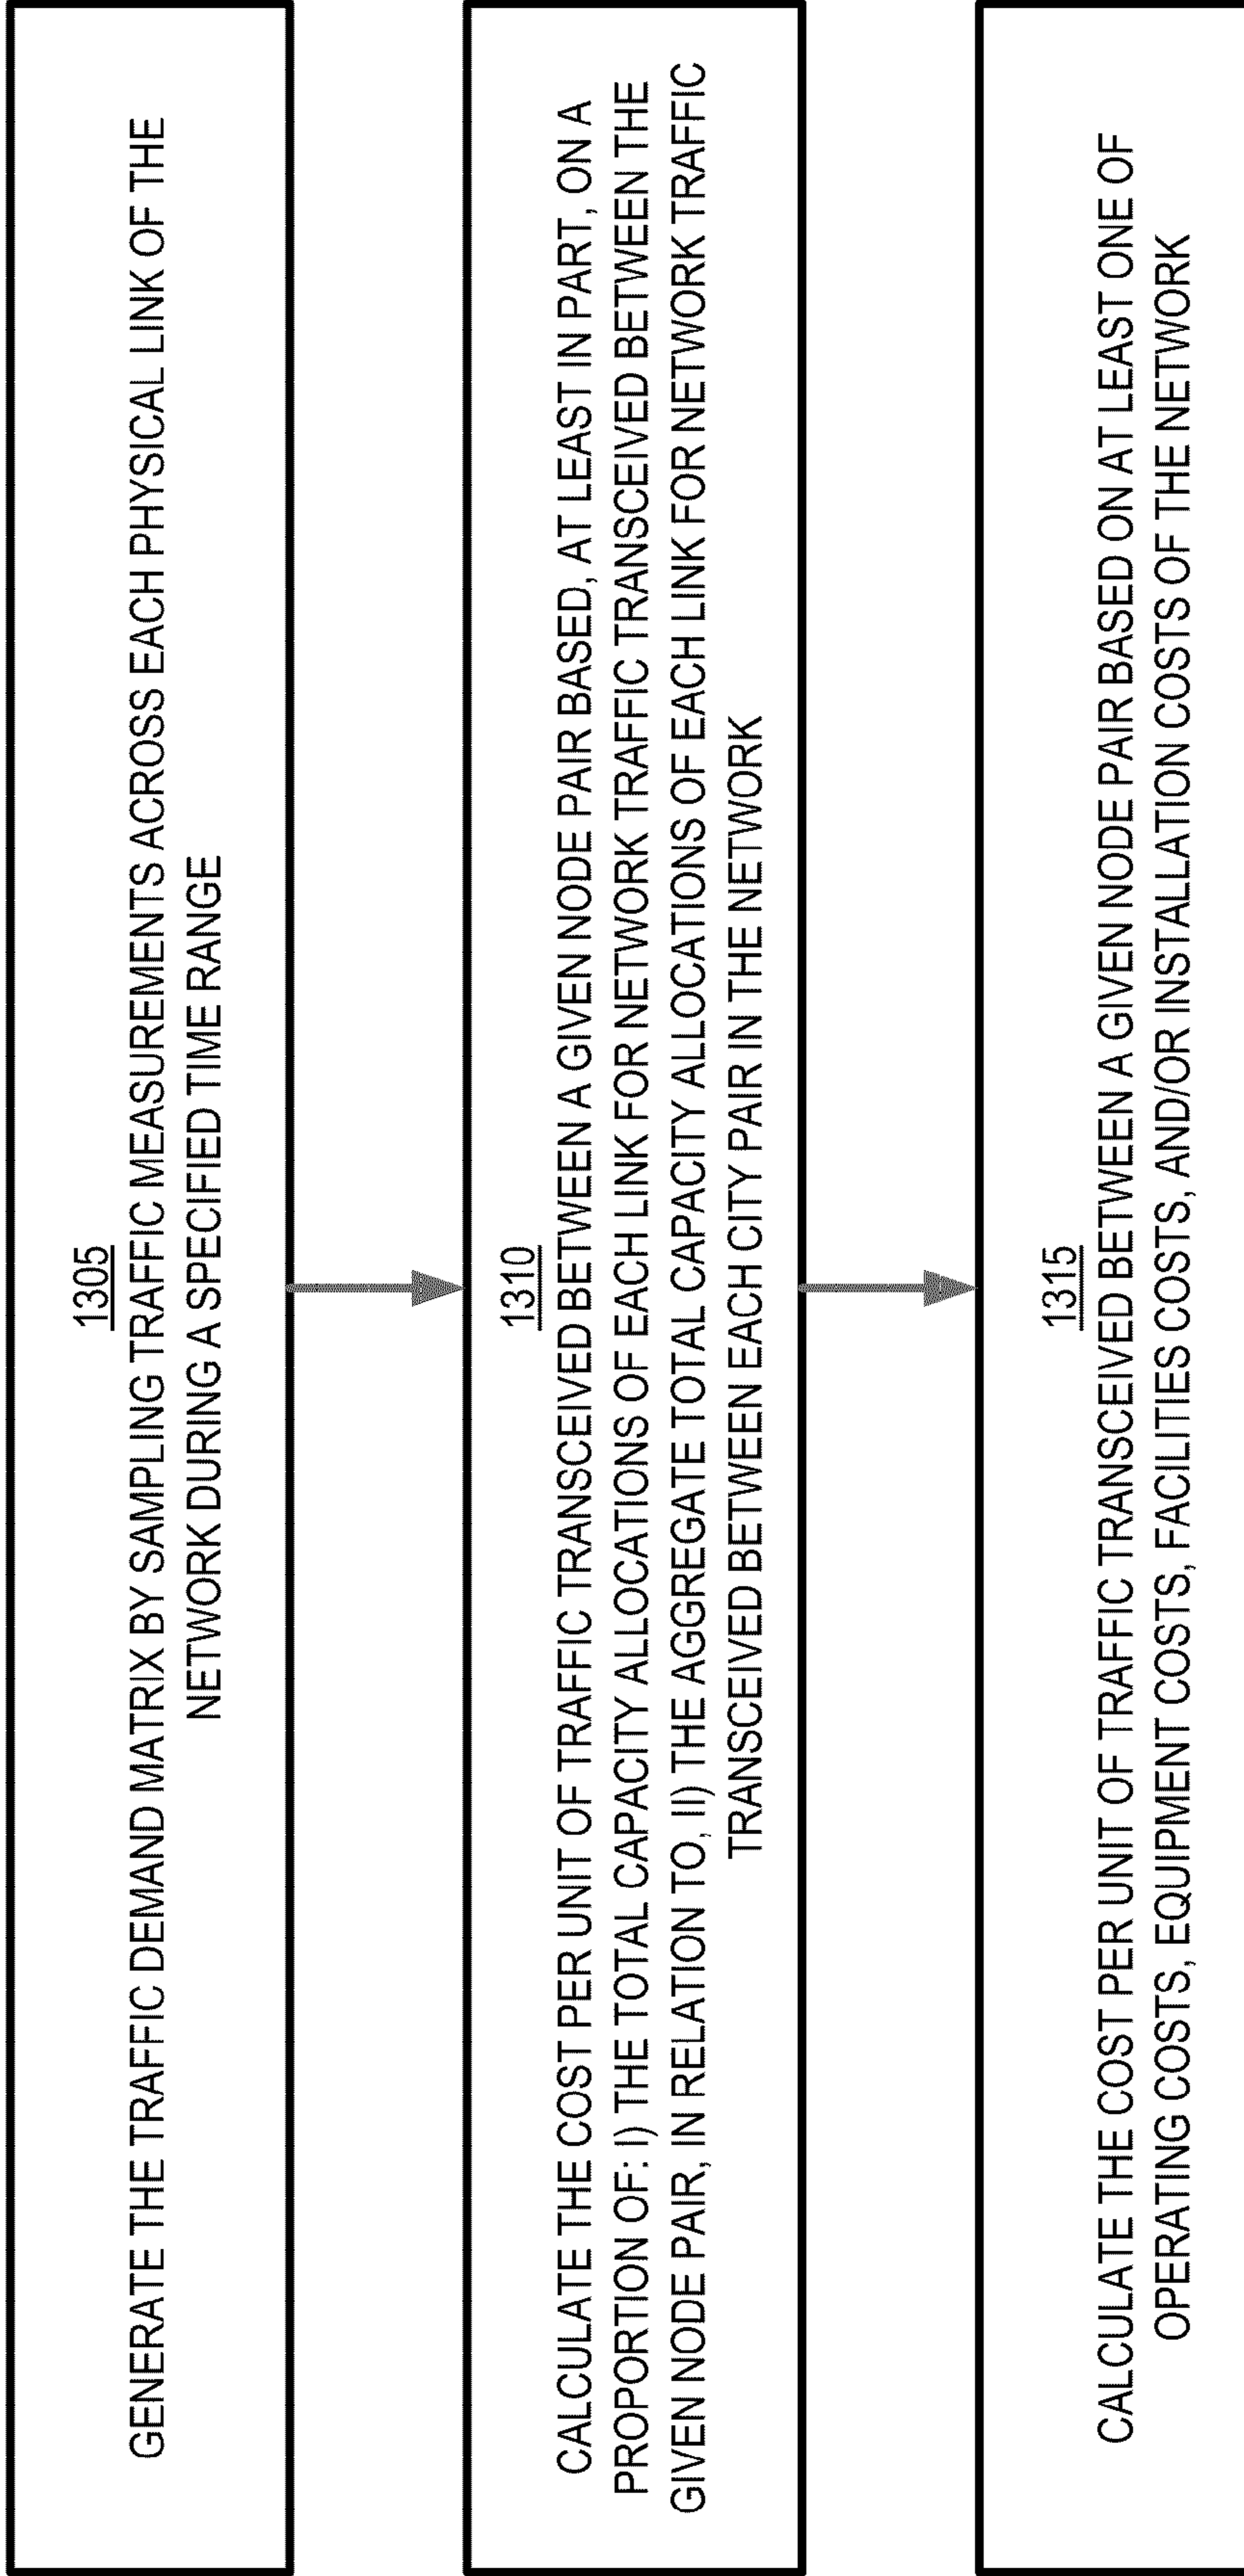 1305
GENERATE THE TRAFFIC DEMAND MATRIX BY SAMPLING TRAFFIC MEASUREMENTS ACROSS EACH PHYSICAL LINK OF THE
NETWORK DURING A SPECIFIED TIME RANGE
1310
CALCULATE THE COST PER UNIT OF TRAFFIC TRANSCEIVED BETWEEN A GIVEN NODE PAIR BASED, AT LEAST IN PART, ON A
PROPORTION OF: I) THE TOTAL CAPACITY ALLOCATIONS OF EACH LINK FOR NETWORK TRAFFIC TRANSCEIVED BETWEEN THE
GIVEN NODE PAIR, IN RELATION TO, II) THE AGGREGATE TOTAL CAPACITY ALLOCATIONS OF EACH LINK FOR NETWORK TRAFFIC
TRANSCEIVED BETWEEN EACH CITY PAIR IN THE NETWORK
1315
CALCULATE THE COST PER UNIT OF TRAFFIC TRANSCEIVED BETWEEN A GIVEN NODE PAIR BASED ON AT LEAST ONE OF
OPERATING COSTS, EQUIPMENT COSTS, FACILITIES COSTS, AND/OR INSTALLATION COSTS OF THE NETWORK